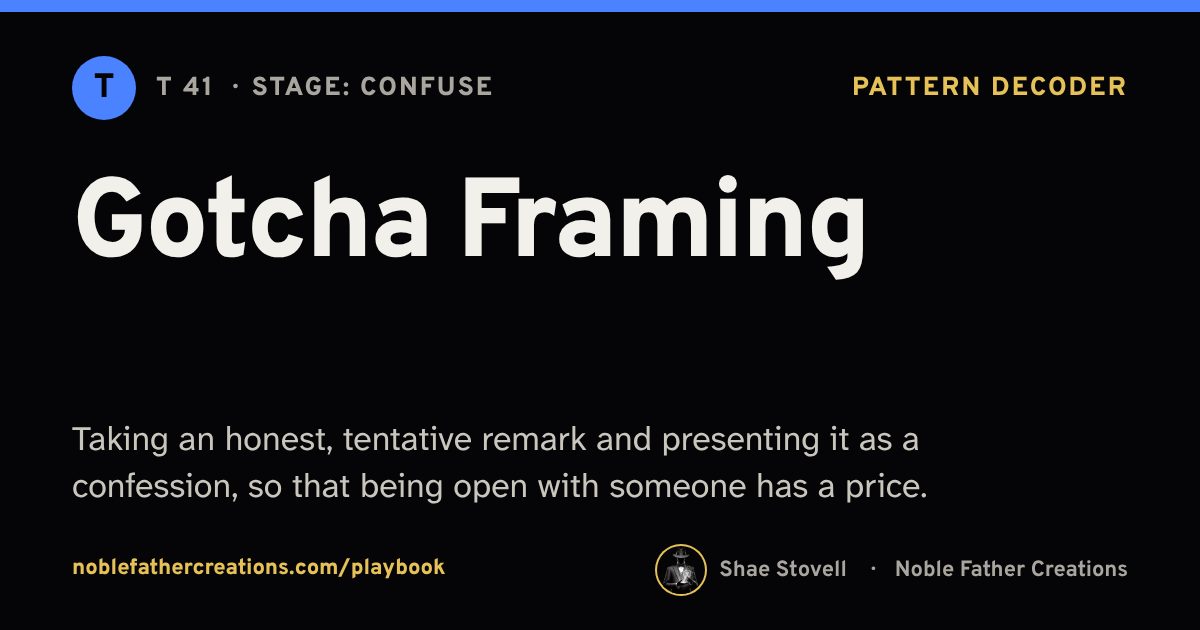 T
T 41 · STAGE: CONFUSE
PATTERN DECODER
Gotcha Framing
Taking an honest, tentative remark and presenting it as a
confession, so that being open with someone has a price.
noblefathercreations.com/playbook
Shae Stovell · Noble Father Creations